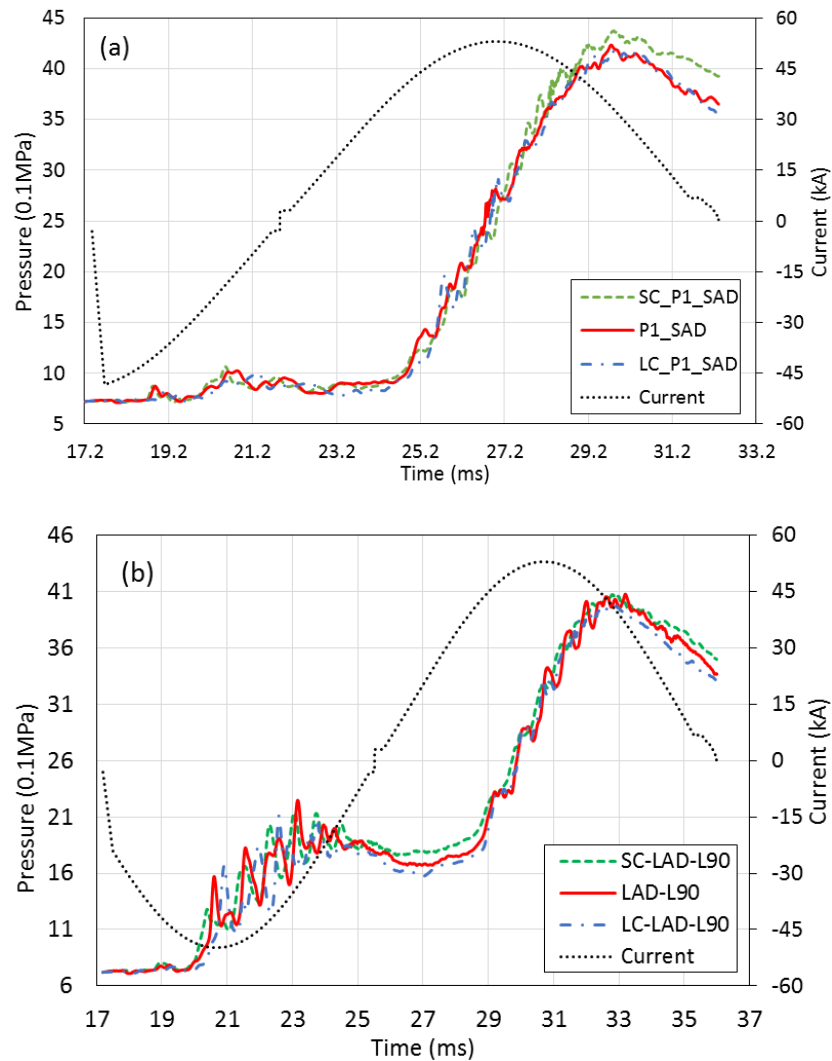 (a)
Pressure (0.1MPa)
45
40
35
30
25
20
15
10
5
60
45
30
15
0
-15
-30
-45
-60
Current (kA)
SC_P1_SAD
P1_SAD
LC_P1_SAD
Current
17.2 19.2 21.2 23.2 25.2 27.2 29.2 31.2 33.2
Time (ms)
(b)
Pressure (0.1MPa)
46
41
36
31
26
21
16
11
6
60
45
30
15
0
-15
-30
-45
-60
Current (kA)
SC-LAD-L90
LAD-L90
LC-LAD-L90
Current
17 19 21 23 25 27 29 31 33 35 37
Time (ms)